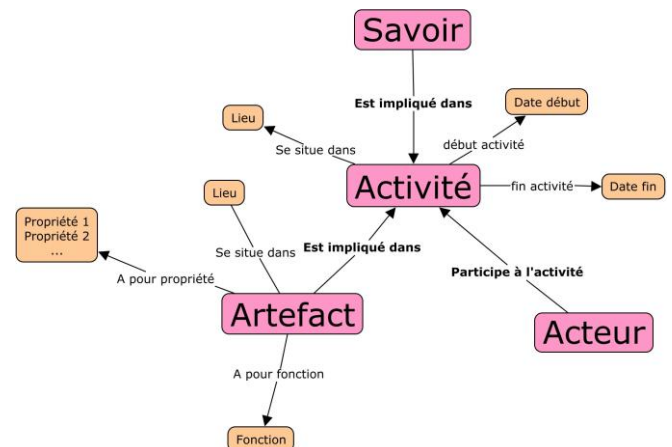 Savoir
Est impliqué dans
Date début
Lieu
début activité
Se situe dans
Activité
fin activité
Date fin
Lieu
Propriété 1
Propriété 2
...
Se situe dans
Est impliqué dans
Participe à l'activité
A pour propriété
Artefact
Acteur
A pour fonction
Fonction